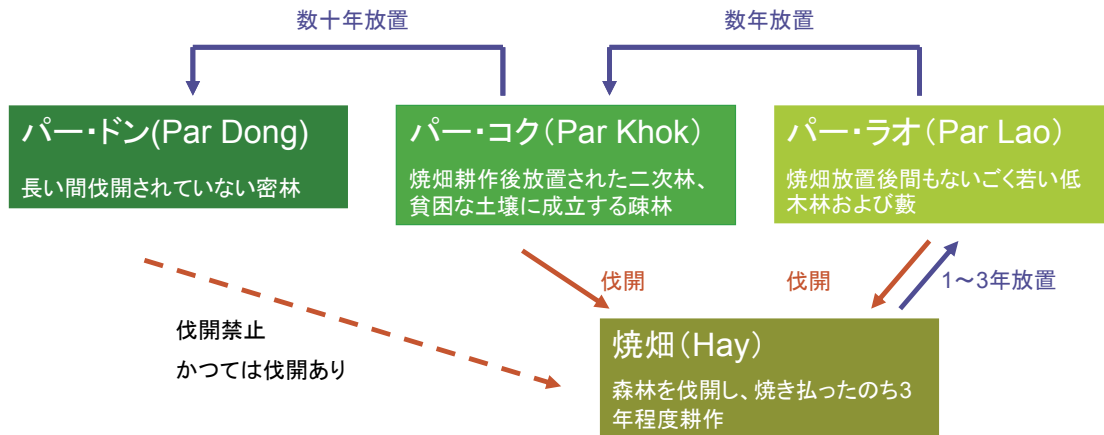 数十年放置
数年放置
パー・ドン(Par Dong)
長い間伐開されていない密林
パー・コク（Par Khok）
焼畑耕作後放置された二次林、
貧困な土壌に成立する疎林
パー・ラオ（Par Lao）
焼畑放置後間もないごく若い低
木林および藪
伐開
伐開
1～3年放置
伐開禁止
かつては伐開あり
焼畑（Hay）
森林を伐開し、焼き払ったのち3
年程度耕作